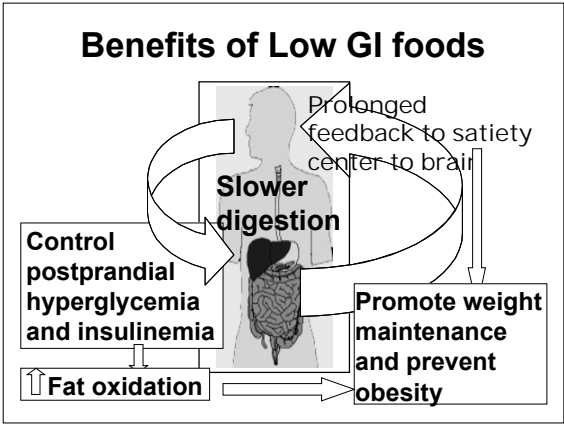 Benefits of Low GI foods
Prolonged
feedback to satiety
center to brain
Slower
digestion
Control
postprandial
hyperglycemia
and insulinemia
Promote weight
maintenance
and prevent
obesity
Fat oxidation